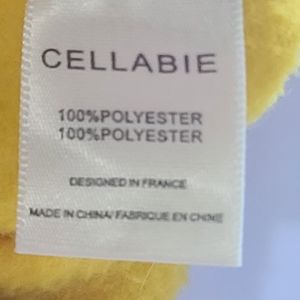 CELLABIE
100%POLYESTER
100%POLYESTER
DESIGNED IN FRANCE
MADE IN CHINA/ FABRIQUE EN CHINE